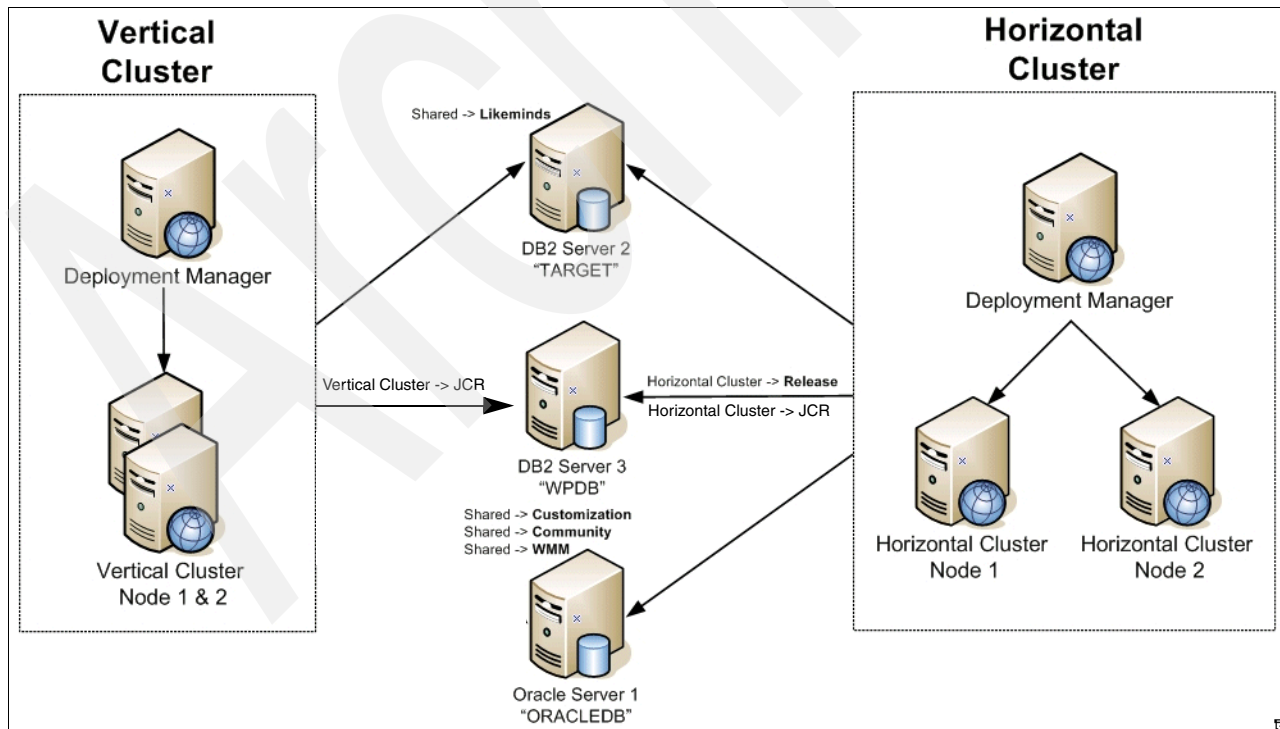 Vertical
Cluster
Deployment Manager
Vertical Cluster
Node 1 & 2
Shared -> Likeminds
DB2 Server 2
“TARGET”
Vertical Cluster -> JCR
Horizontal Cluster -> Release
Horizontal Cluster -> JCR
DB2 Server 3
“WPDB”
Shared -> Customization
Shared -> Community
Shared -> WMM
Oracle Server 1
“ORACLEDB”
Horizontal
Cluster
Deployment Manager
Horizontal Cluster
Node 1
Horizontal Cluster
Node 2